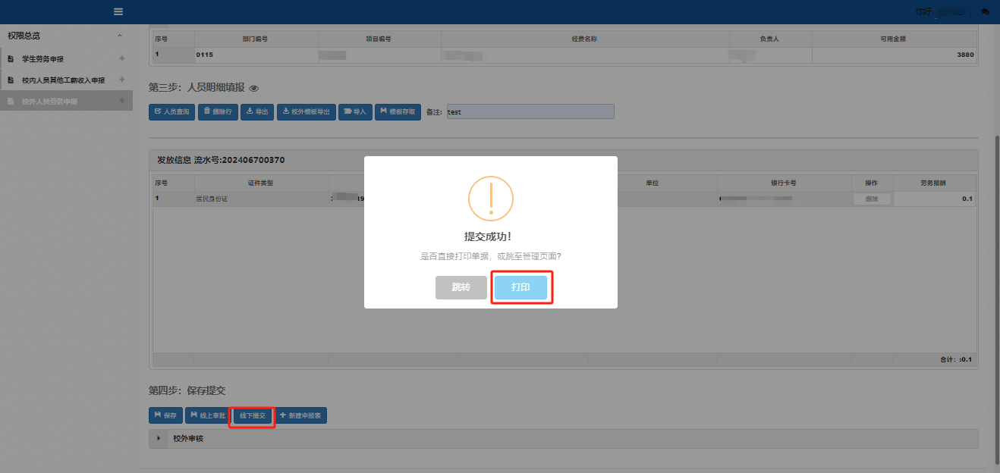 你好,
权限总览
学生劳务申报
校内人员其他工薪收入申报
校外人员劳务申报
序号 部门编号 项目编号 经费名称 负责人 可用金额
1 0115 3880
第三步：人员明细填报
人员查询 删除行 导出 校外模板导出 导入 模板存取 备注: test
发放信息 流水号:202406700370
序号 证件类型 单位 银行卡号 操作 劳务报酬
1 居民身份证 删除 0.1
提交成功!
是否直接打印单据，或跳至管理页面?
跳转 打印
合计：:0.1
第四步：保存提交
保存 线上审批 线下提交 新建申报表
校外审核